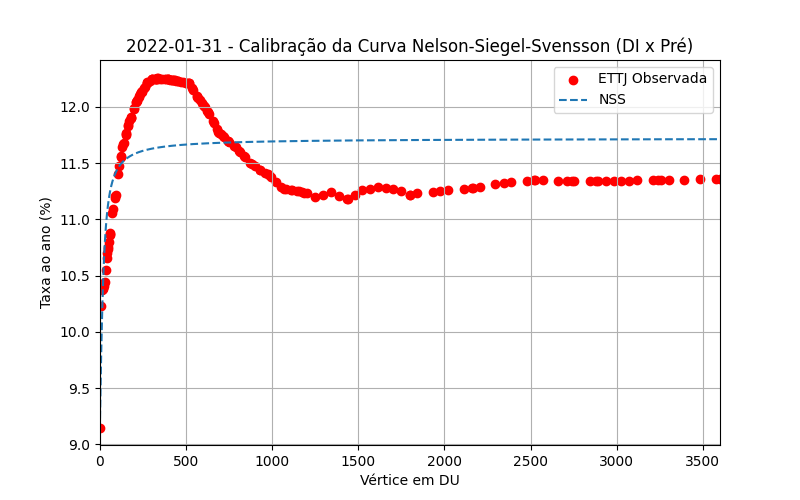 2022-01-31 - Calibração da Curva Nelson-Siegel-Svensson (DI x Pré)
ETTJ Observada
NSS
Taxa ao ano (%)
12.0
11.5
11.0
10.5
10.0
9.5
9.0
0 500 1000 1500 2000 2500 3000 3500
Vértice em DU